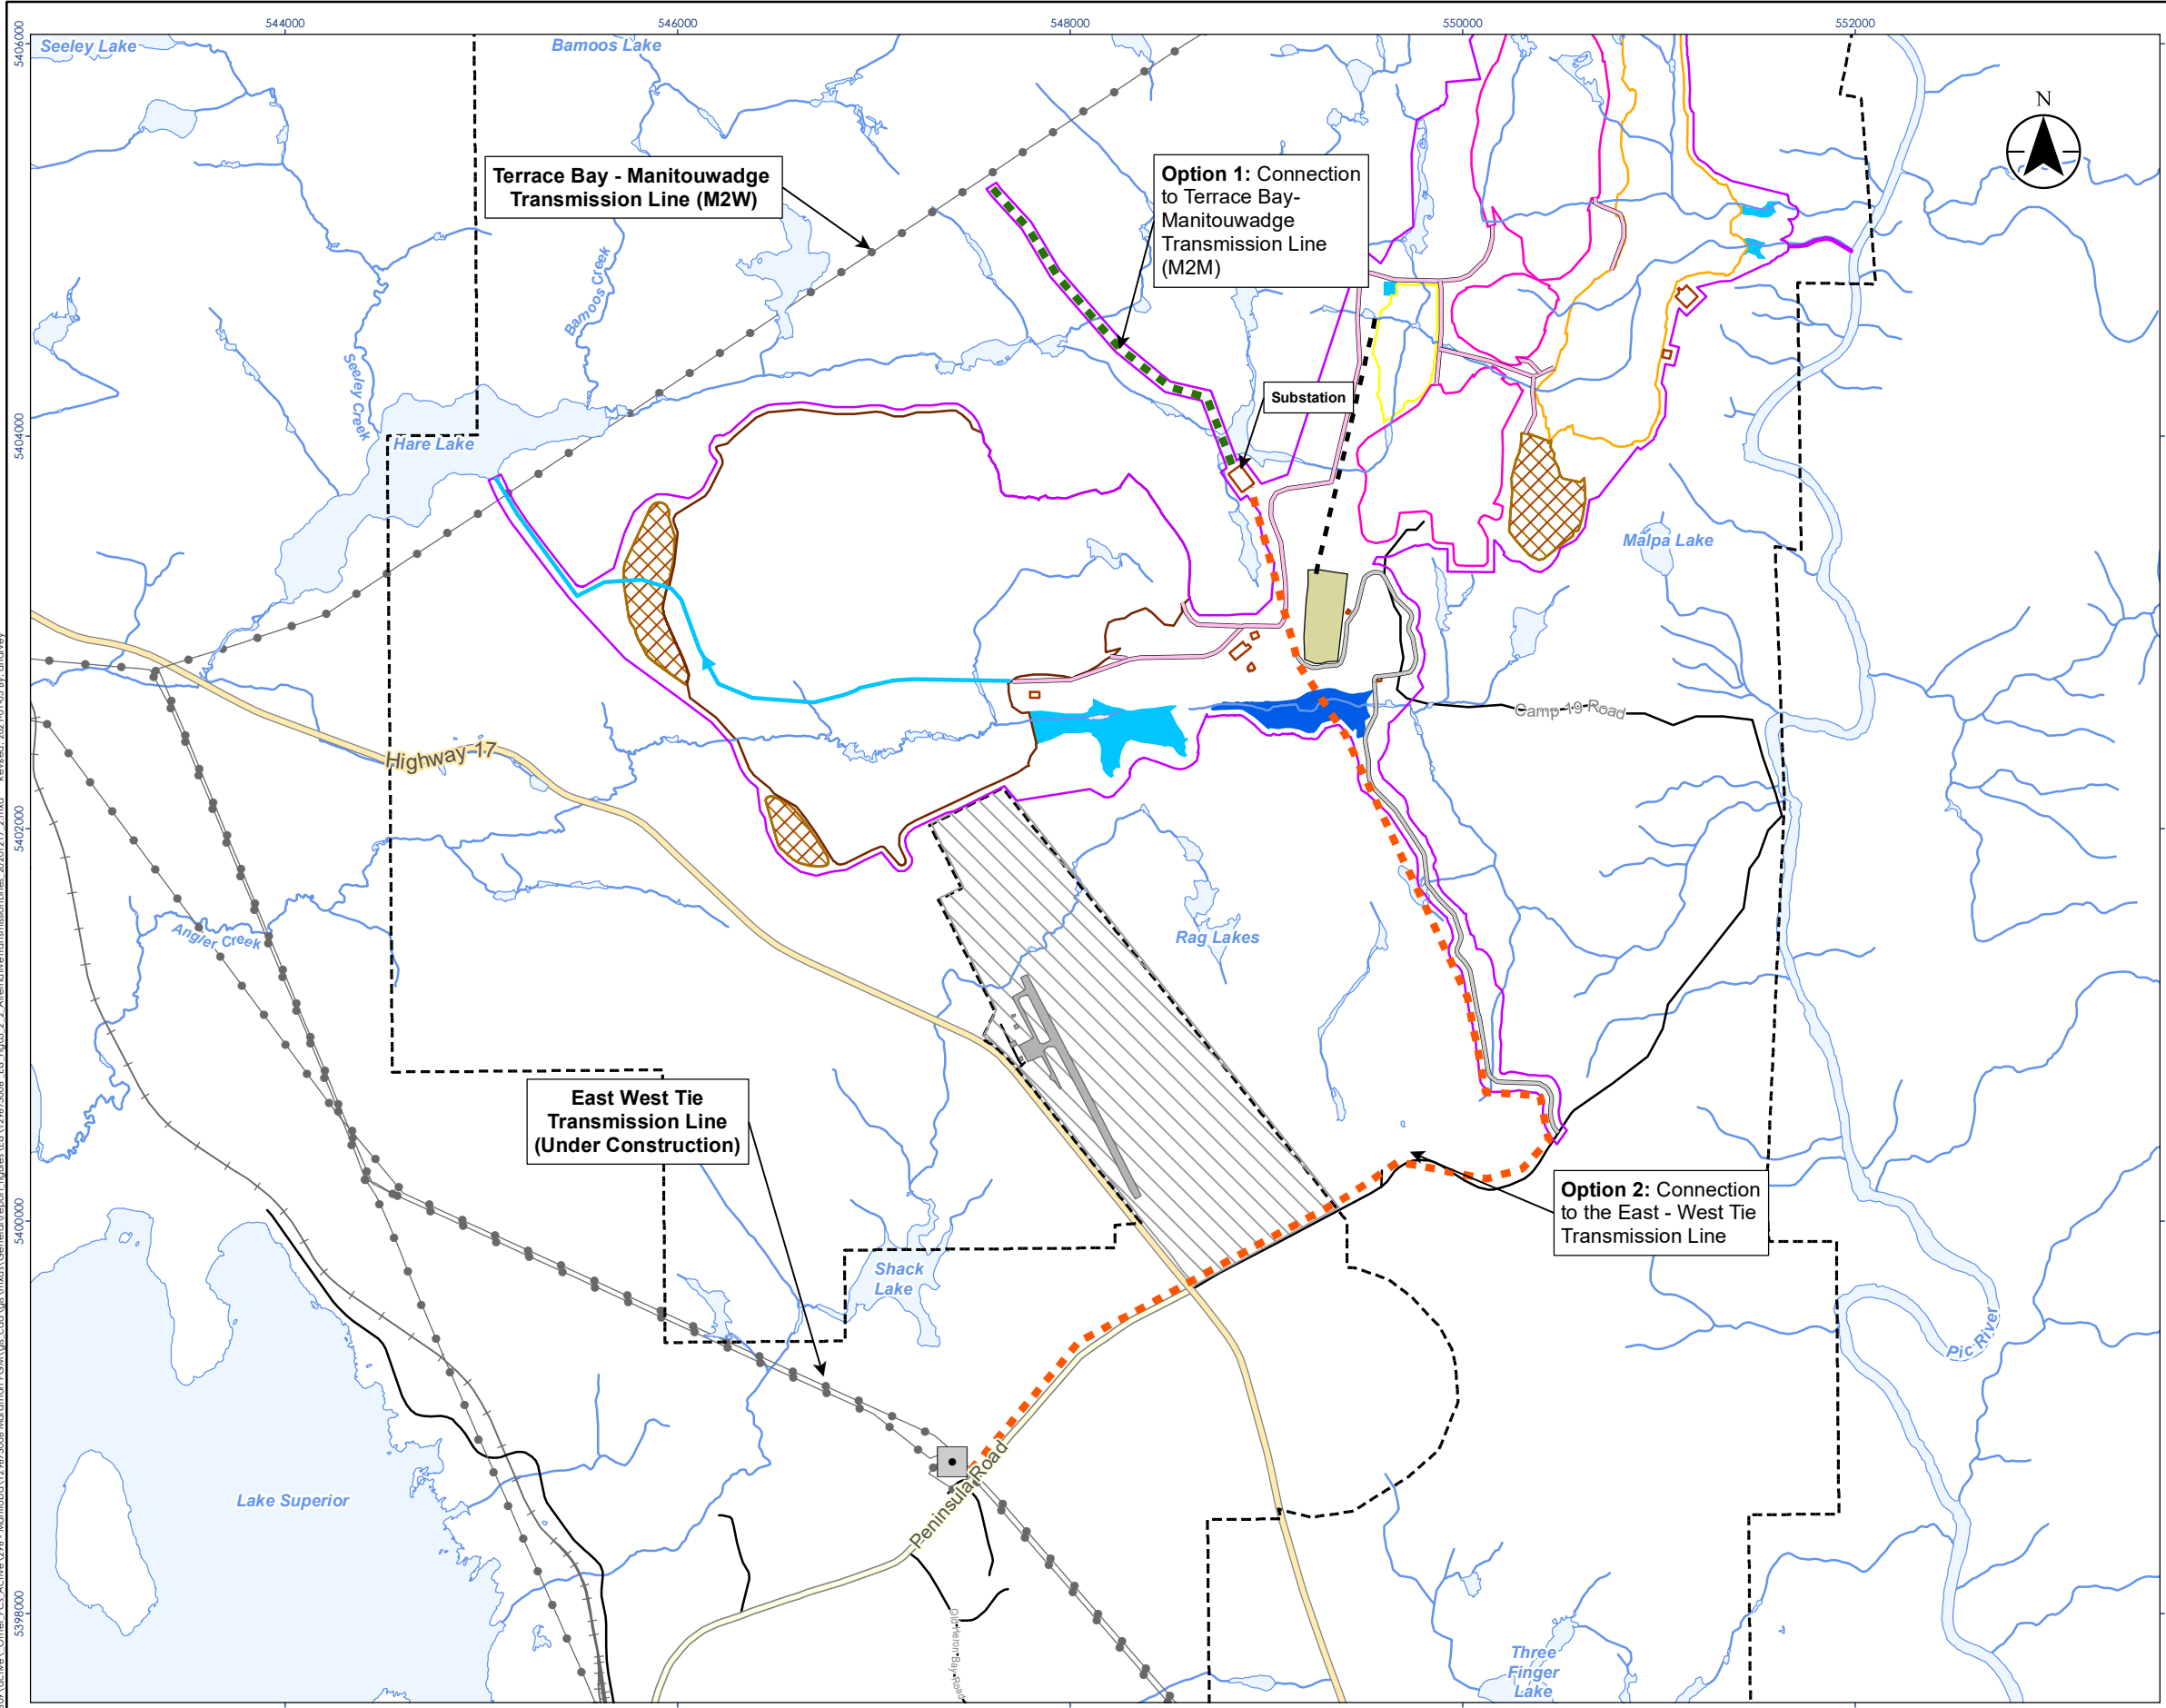 544000
546000
548000
550000
552000
5406000
5404000
5402000
5400000
5398000
Seeley Lake
Bamoos Lake
N
Terrace Bay - Manitouwadge
Transmission Line (M2W)
Option 1: Connection
to Terrace Bay-
Manitouwadge
Transmission Line
(M2M)
Bamoos Creek
Seeley Creek
Substation
Hare Lake
Malpa Lake
Camp 19 Road
Highway 17
Angler Creek
Rag Lakes
East West Tie
Transmission Line
(Under Construction)
Option 2: Connection
to the East - West Tie
Transmission Line
Shack
Lake
Pic River
Peninsula Road
Lake Superior
Old Heron Bay Road
Three
Finger
Lake